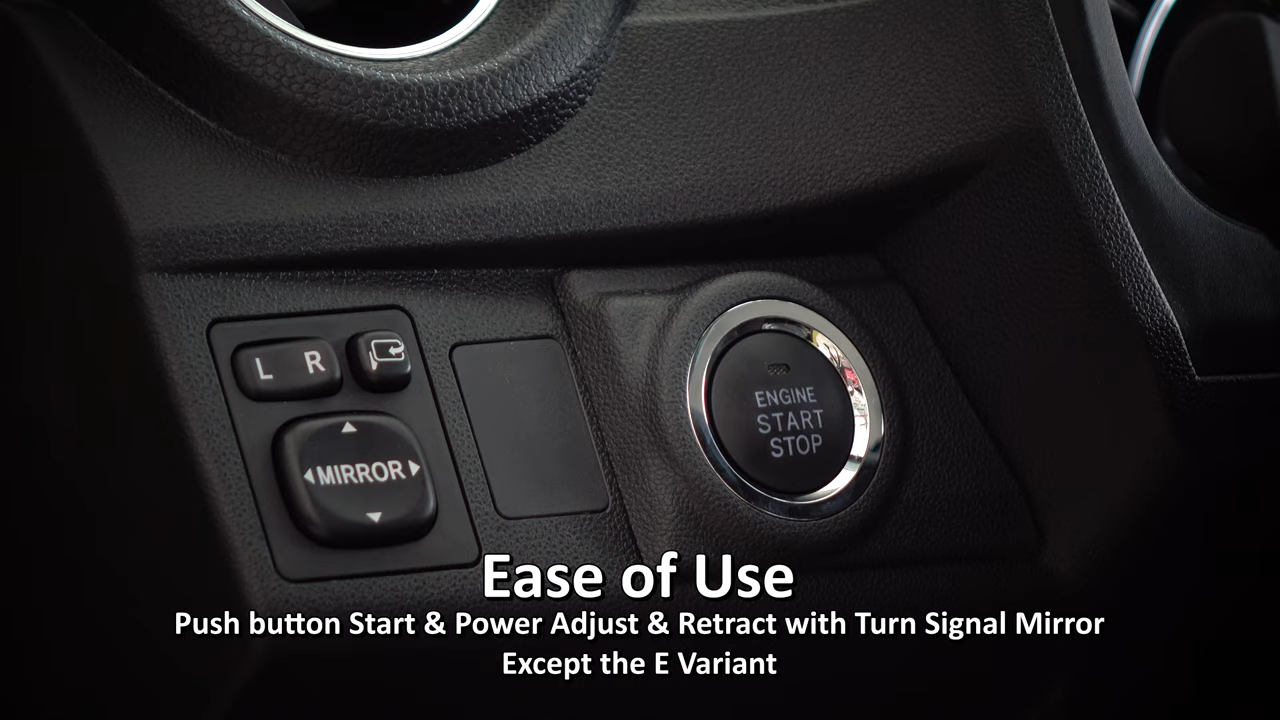 L R
MIRROR
ENGINE
START
STOP
Ease of Use
Push button Start & Power Adjust & Retract with Turn Signal Mirror
Except the E Variant